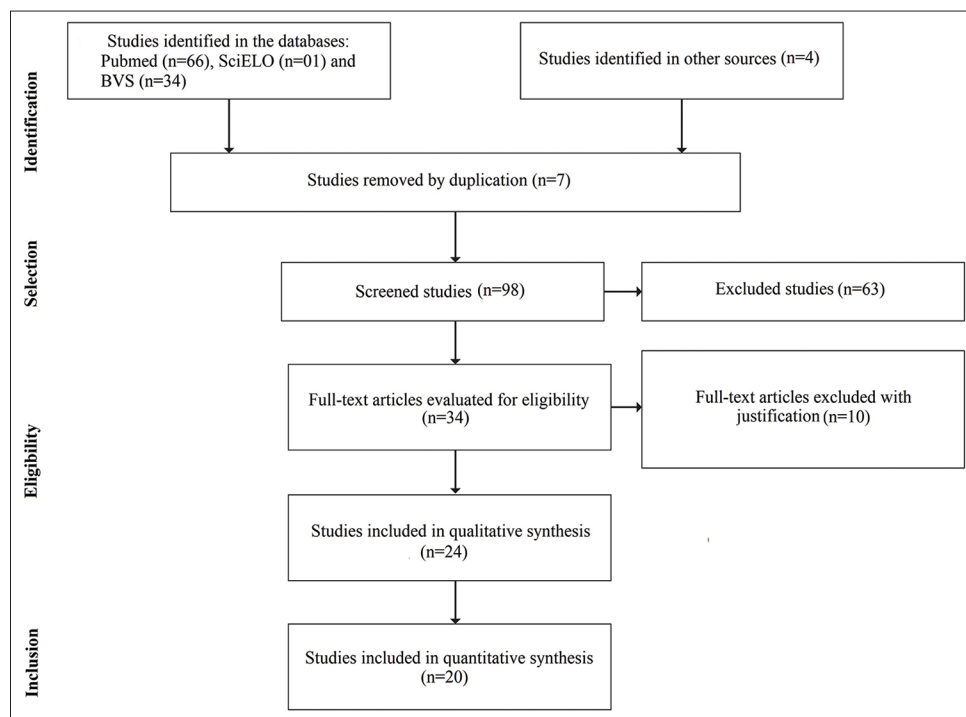 Studies identified in the databases:
Pubmed (n=66), SciELO (n=01) and
BVS (n=34)
Studies identified in other sources (n=4)
Identification
Studies removed by duplication (n=7)
Selection
Screened studies (n=98)
Excluded studies (n=63)
Eligibility
Full-text articles evaluated for eligibility
(n=34)
Full-text articles excluded with
justification (n=10)
Studies included in qualitative synthesis
(n=24)
Inclusion
Studies included in quantitative synthesis
(n=20)